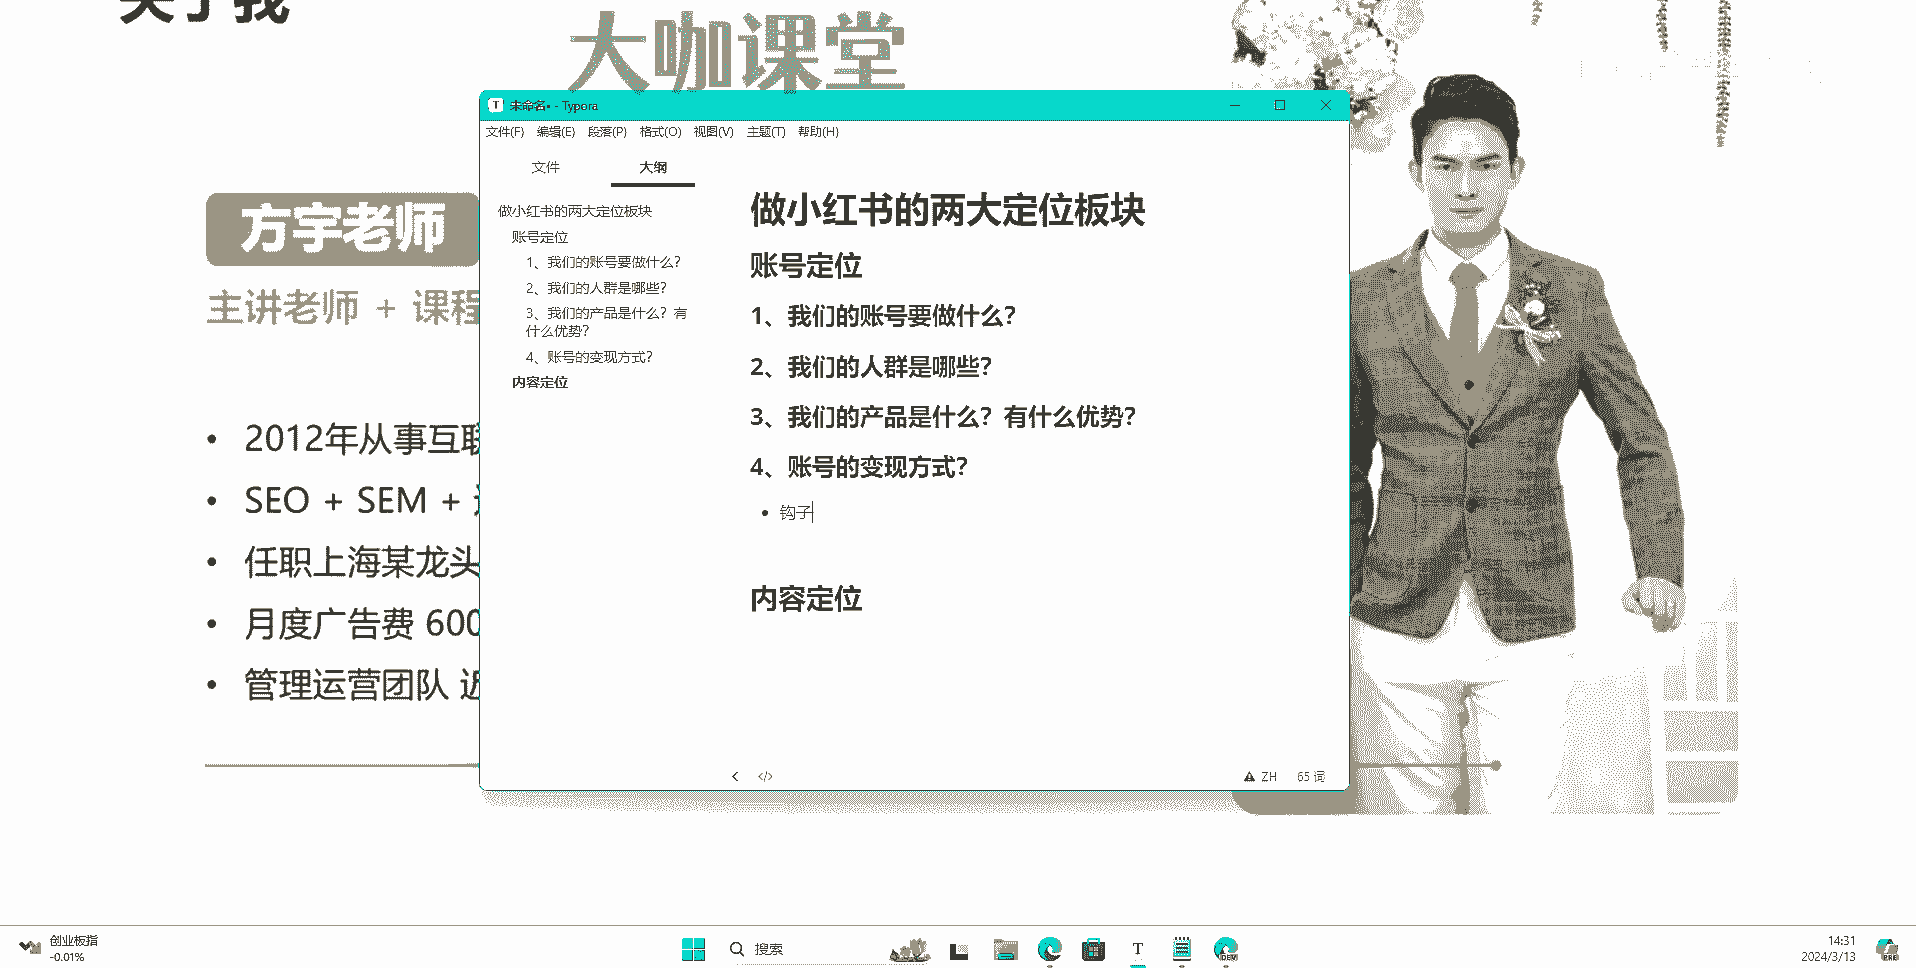 关于我
大咖课堂
方宇老师
主讲老师 + 课程
2012年从事互联
SEO + SEM +
任职上海某龙头
月度广告费 600
管理运营团队 近
未命名• - Typora
文件(F) 编辑(E) 段落(P) 格式(O) 视图(V) 主题(T) 帮助(H)
文件 大纲
做小红书的两大定位板块
账号定位
1、我们的账号要做什么？
2、我们的人群是哪些？
3、我们的产品是什么？有
什么优势？
4、账号的变现方式？
内容定位
做小红书的两大定位板块
账号定位
1、我们的账号要做什么？
2、我们的人群是哪些？
3、我们的产品是什么？有什么优势？
4、账号的变现方式？
钩子
内容定位
</> ZH 65 词
创业板指
-0.01%
搜索
T
DEV
14:31
2024/3/13
PRE